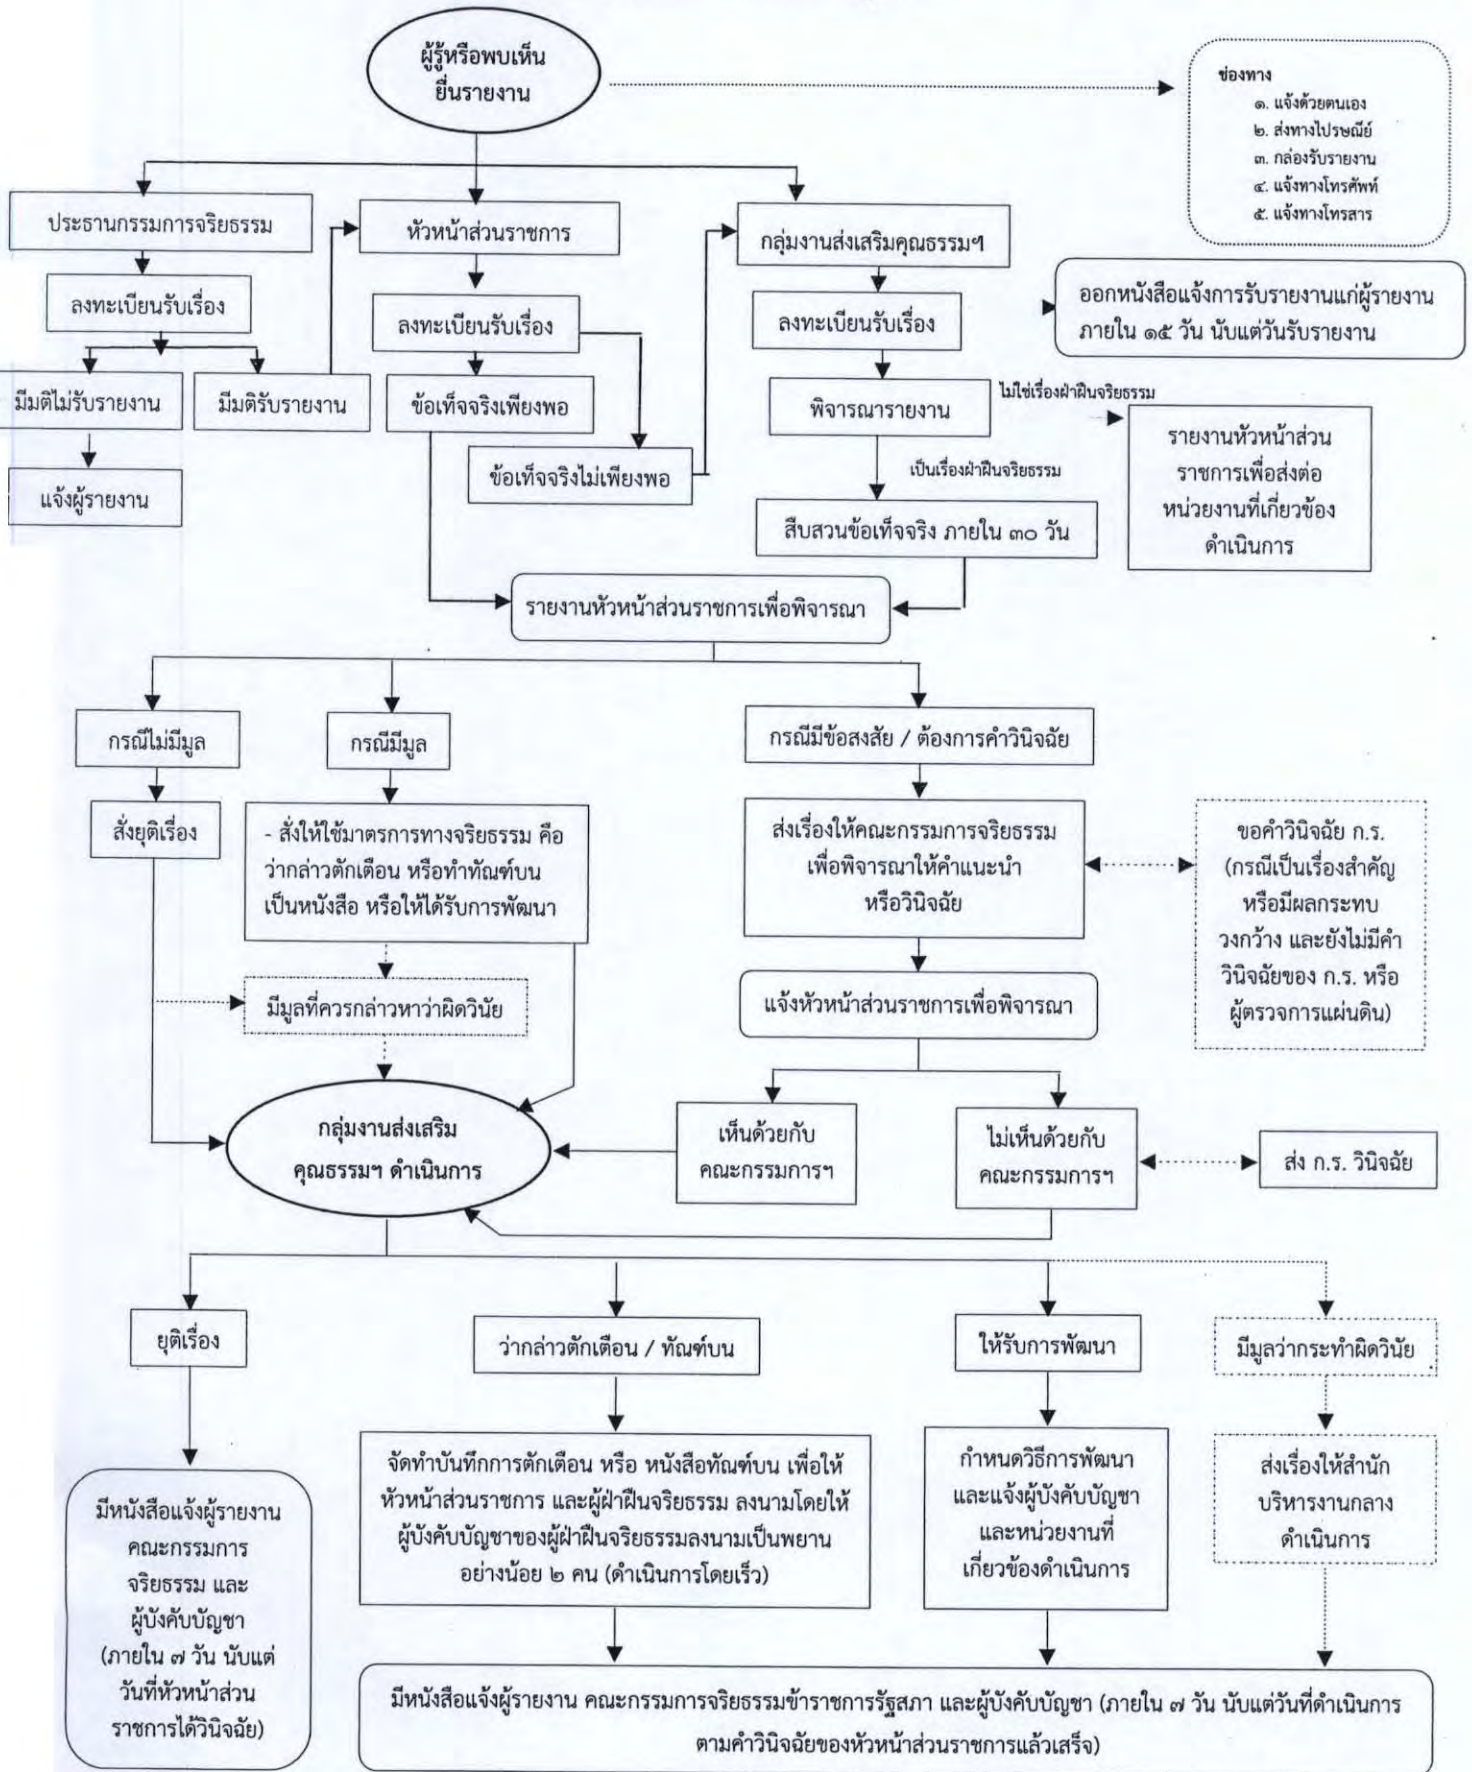 ผู้รู้หรือพบเห็น
ยื่นรายงาน
ช่องทาง
๑. แจ้งด้วยตนเอง
๒. ส่งทางไปรษณีย์
๓. กล่องรับรายงาน
๔. แจ้งทางโทรศัพท์
๕. แจ้งทางโทรสาร
ประธานกรรมการจริยธรรม
หัวหน้าส่วนราชการ
กลุ่มงานส่งเสริมคุณธรรมฯ
ลงทะเบียนรับเรื่อง
ลงทะเบียนรับเรื่อง
ลงทะเบียนรับเรื่อง
ออกหนังสือแจ้งการรับรายงานแก่ผู้รายงาน
ภายใน ๑๕ วัน นับแต่วันรับรายงาน
มีมติไม่รับรายงาน
มีมติรับรายงาน
ข้อเท็จจริงเพียงพอ
พิจารณารายงาน
ไม่ใช่เรื่องฝ่าฝืนจริยธรรม
รายงานหัวหน้าส่วน
ราชการเพื่อส่งต่อ
หน่วยงานที่เกี่ยวข้อง
ดำเนินการ
แจ้งผู้รายงาน
ข้อเท็จจริงไม่เพียงพอ
เป็นเรื่องฝ่าฝืนจริยธรรม
สืบสวนข้อเท็จจริง ภายใน ๓๐ วัน
รายงานหัวหน้าส่วนราชการเพื่อพิจารณา
กรณีไม่มีมูล
กรณีมีมูล
กรณีมีข้อสงสัย / ต้องการคำวินิจฉัย
สั่งยุติเรื่อง
- สั่งให้ใช้มาตรการทางจริยธรรม คือ
ว่ากล่าวตักเตือน หรือทำทัณฑ์บน
เป็นหนังสือ หรือให้ได้รับการพัฒนา
ส่งเรื่องให้คณะกรรมการจริยธรรม
เพื่อพิจารณาให้คำแนะนำ
หรือวินิจฉัย
ขอคำวินิจฉัย ก.ร.
(กรณีเป็นเรื่องสำคัญ
หรือมีผลกระทบ
วงกว้าง และยังไม่มีคำ
วินิจฉัยของ ก.ร. หรือ
ผู้ตรวจการแผ่นดิน)
มีมูลที่ควรกล่าวหาว่าผิดวินัย
แจ้งหัวหน้าส่วนราชการเพื่อพิจารณา
กลุ่มงานส่งเสริม
คุณธรรมฯ ดำเนินการ
เห็นด้วยกับ
คณะกรรมการฯ
ไม่เห็นด้วยกับ
คณะกรรมการฯ
ส่ง ก.ร. วินิจฉัย
ยุติเรื่อง
ว่ากล่าวตักเตือน / ทัณฑ์บน
ให้รับการพัฒนา
มีมูลว่ากระทำผิดวินัย
มีหนังสือแจ้งผู้รายงาน
คณะกรรมการ
จริยธรรม และ
ผู้บังคับบัญชา
(ภายใน ๗ วัน นับแต่
วันที่หัวหน้าส่วน
ราชการได้วินิจฉัย)
จัดทำบันทึกการตักเตือน หรือ หนังสือทัณฑ์บน เพื่อให้
หัวหน้าส่วนราชการ และผู้ฝ่าฝืนจริยธรรม ลงนามโดยให้
ผู้บังคับบัญชาของผู้ฝ่าฝืนจริยธรรมลงนามเป็นพยาน
อย่างน้อย ๒ คน (ดำเนินการโดยเร็ว)
กำหนดวิธีการพัฒนา
และแจ้งผู้บังคับบัญชา
และหน่วยงานที่
เกี่ยวข้องดำเนินการ
ส่งเรื่องให้สำนัก
บริหารงานกลาง
ดำเนินการ
มีหนังสือแจ้งผู้รายงาน คณะกรรมการจริยธรรมข้าราชการรัฐสภา และผู้บังคับบัญชา (ภายใน ๗ วัน นับแต่วันที่ดำเนินการ
ตามคำวินิจฉัยของหัวหน้าส่วนราชการแล้วเสร็จ)